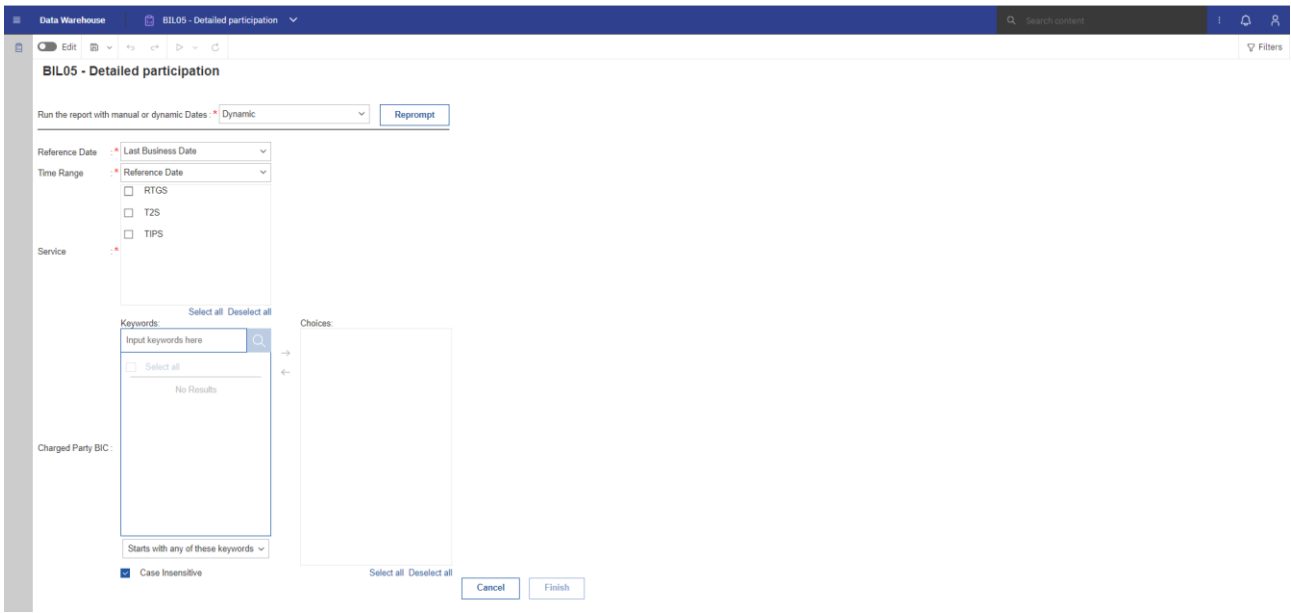 Data Warehouse BIL05 - Detailed participation Search content
Edit Filters
BIL05 - Detailed participation
Run the report with manual or dynamic Dates : * Dynamic Reprompt
Reference Date : * Last Business Date
Time Range : * Reference Date
RTGS
T2S
TIPS
Service : *
Select all Deselect all
Keywords: Choices:
Input keywords here
Select all
No Results
Charged Party BIC :
Starts with any of these keywords
Case Insensitive Select all Deselect all
Cancel Finish